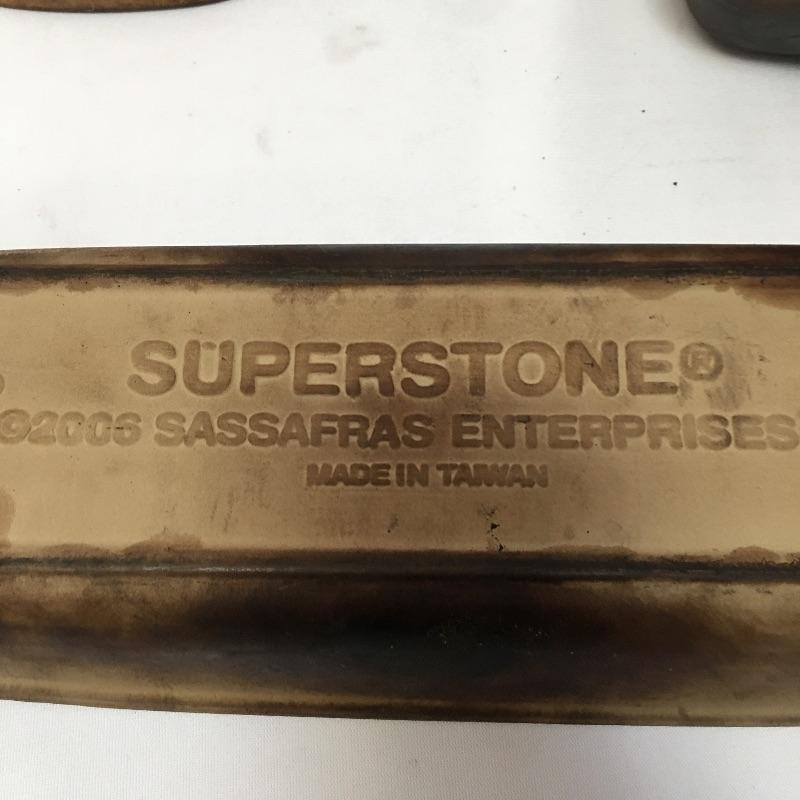 SUPERSTONE®
©2006 SASSAFRAS ENTERPRISES
MADE IN TAIWAN